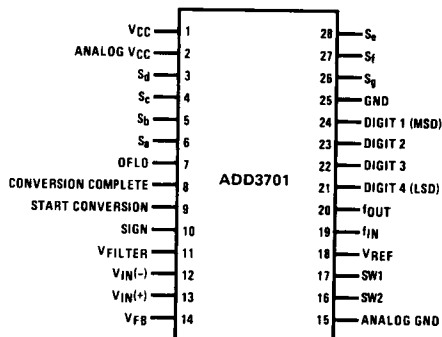 VCC 1 28 Se
ANALOG VCC 2 27 Sf
Sd 3 26 Sg
Sc 4 25 GND
Sb 5 24 DIGIT 1 (MSD)
Sa 6 23 DIGIT 2
OFLO 7 22 DIGIT 3
CONVERSION COMPLETE 8 ADD3701 21 DIGIT 4 (LSD)
START CONVERSION 9 20 fOUT
SIGN 10 19 fIN
VFILTER 11 18 VREF
VIN(-) 12 17 SW1
VIN(+) 13 16 SW2
VFB 14 15 ANALOG GND